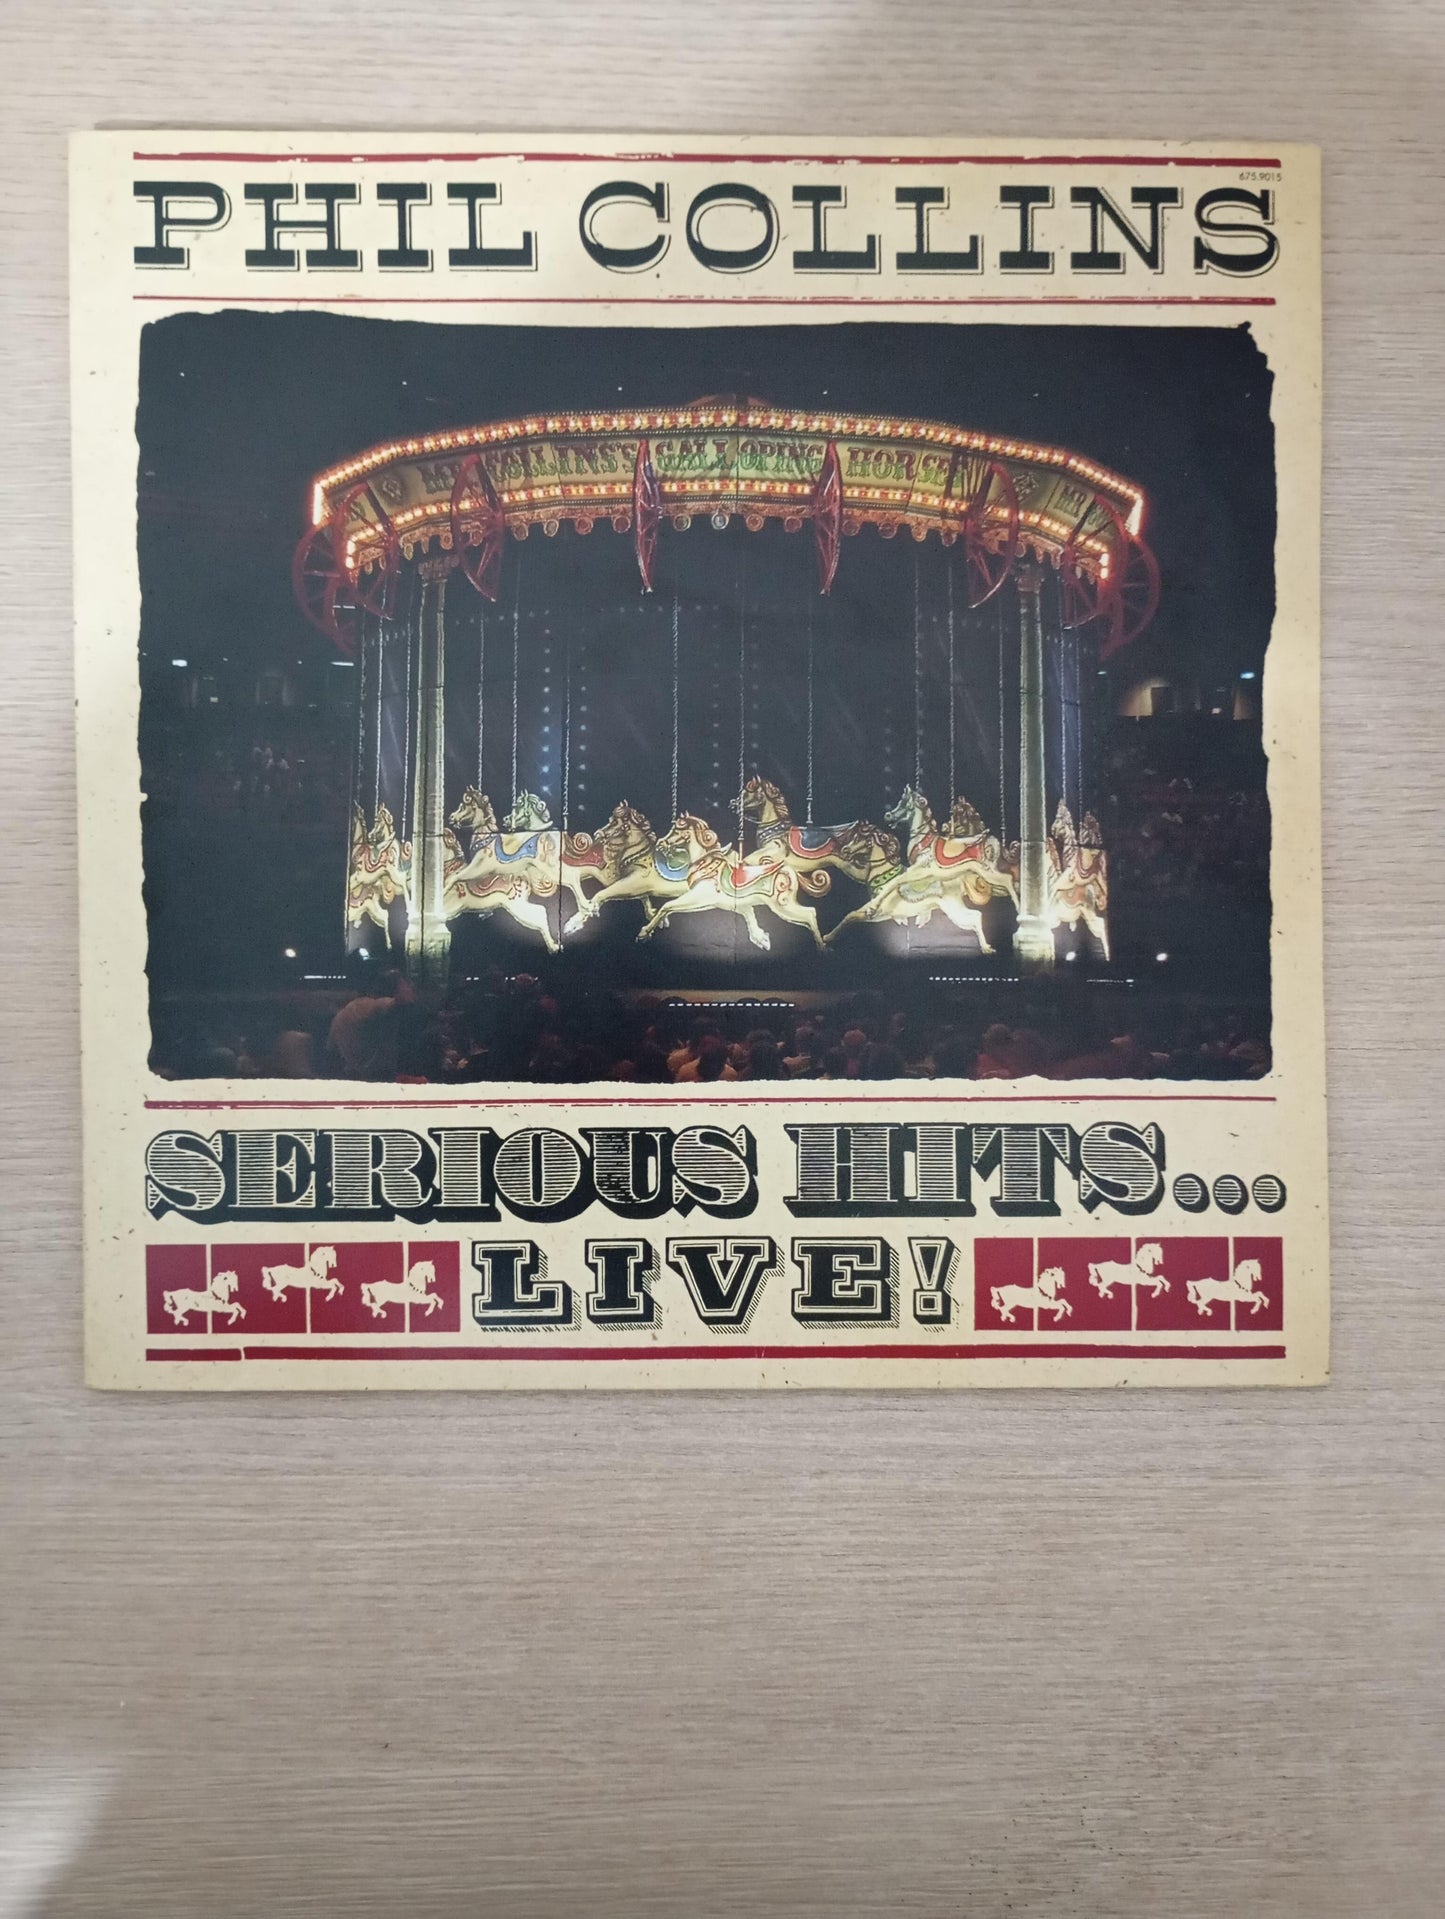 675.9015
PHIL COLLINS
MR COLLINS'S GALLOPING HORSES
SERIOUS HITS...
LIVE!